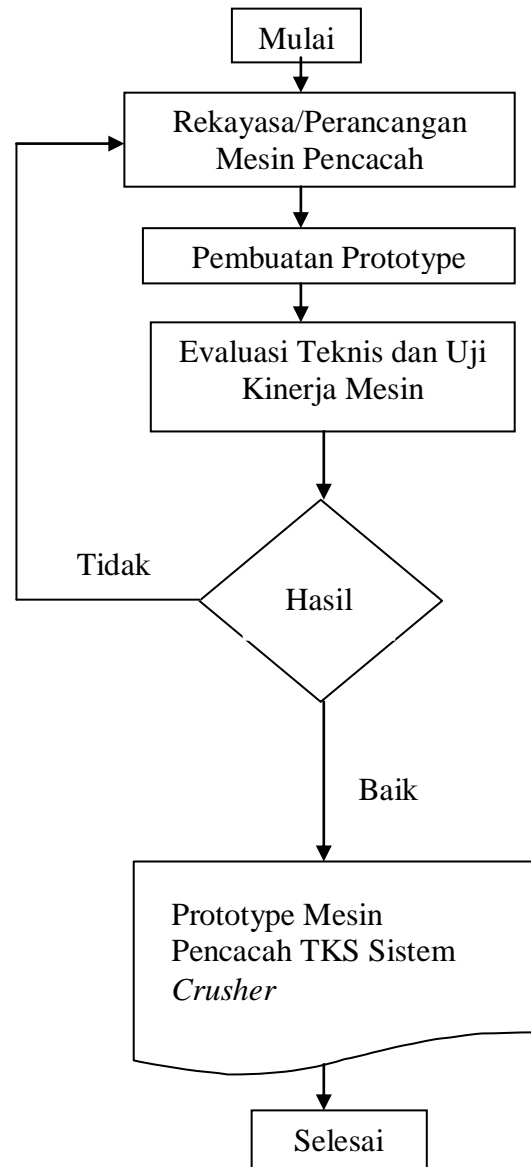 Mulai
Rekayasa/Perancangan
Mesin Pencacah
Pembuatan Prototype
Evaluasi Teknis dan Uji
Kinerja Mesin
Tidak
Hasil
Baik
Prototype Mesin
Pencacah TKS Sistem
Crusher
Selesai